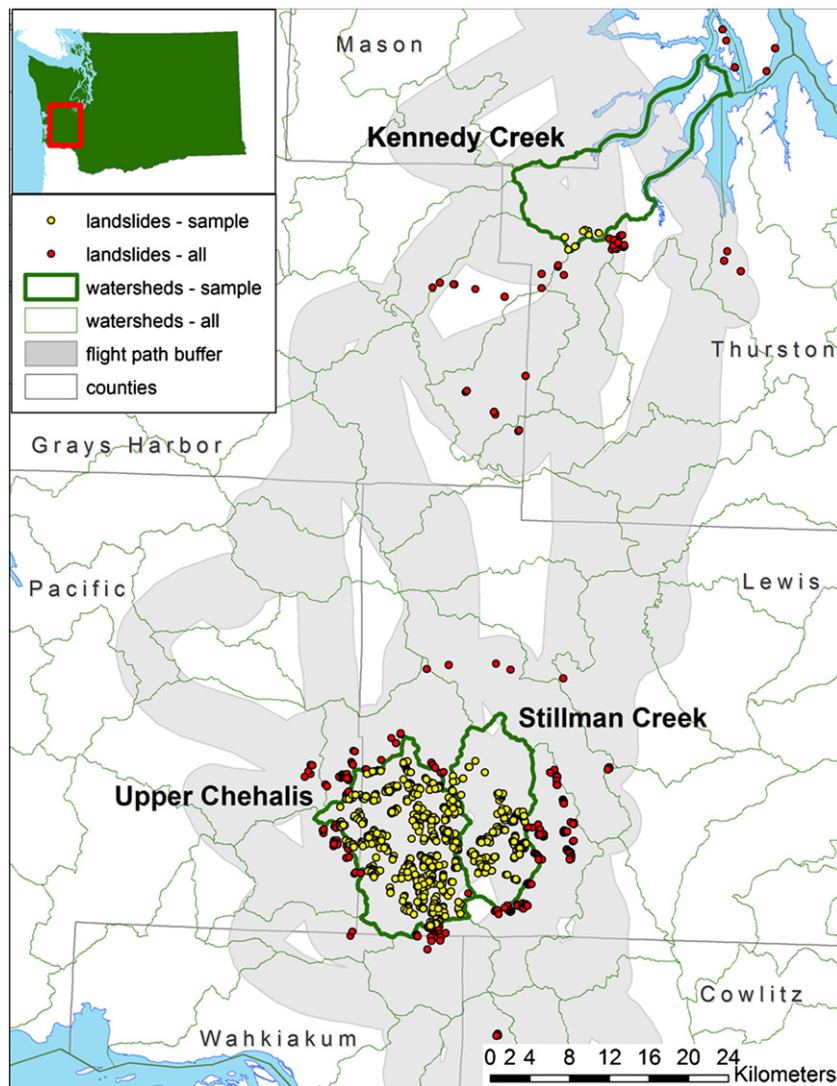 Mason
Kennedy Creek
landslides - sample
landslides - all
watersheds - sample
watersheds - all
flight path buffer
counties
Thurston
Grays Harbor
Pacific
Lewis
Stillman Creek
Upper Chehalis
Cowlitz
Wahkiakum
0 2 4 8 12 16 20 24
Kilometers